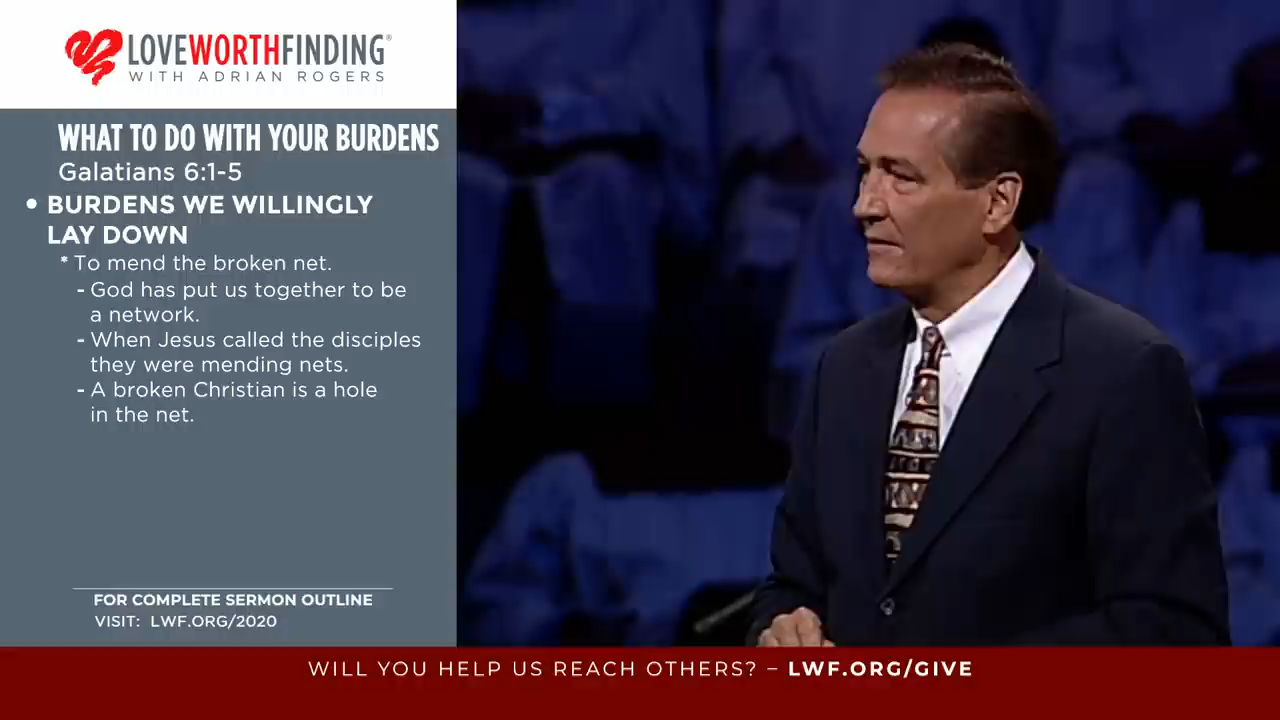 LOVEWORTHFINDING®
WITH ADRIAN ROGERS
WHAT TO DO WITH YOUR BURDENS
Galatians 6:1-5
• BURDENS WE WILLINGLY
LAY DOWN
* To mend the broken net.
- God has put us together to be
a network.
- When Jesus called the disciples
they were mending nets.
- A broken Christian is a hole
in the net.
FOR COMPLETE SERMON OUTLINE
VISIT: LWF.ORG/2020
WILL YOU HELP US REACH OTHERS? – LWF.ORG/GIVE